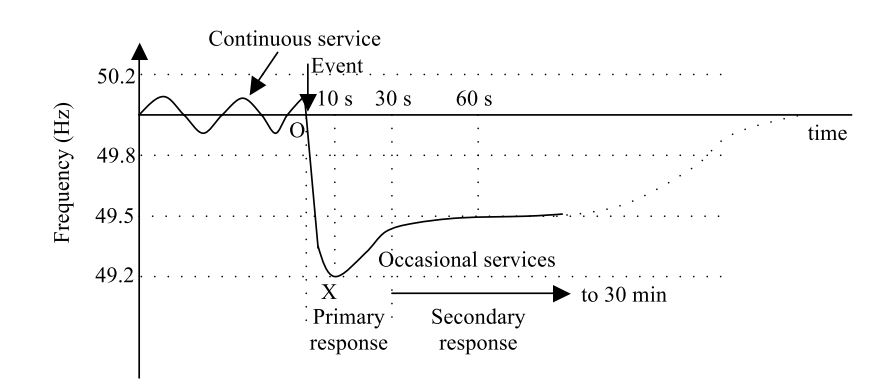 Continuous service
Event
50.2
10 s 30 s 60 s
O
time
49.8
Frequency (Hz)
49.5
Occasional services
49.2
X
to 30 min
Primary
response
Secondary
response